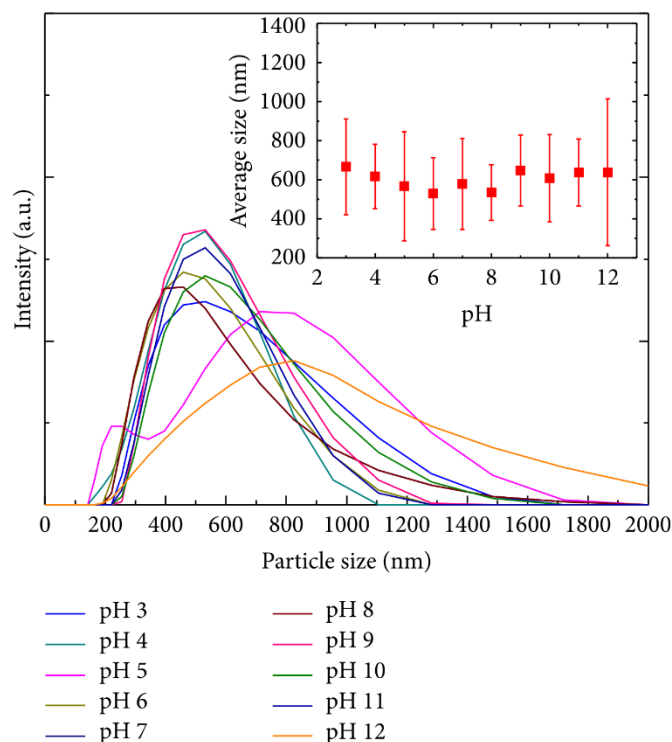 1400
1200
1000
800
600
400
200
Average size (nm)
2 4 6 8 10 12
pH
Intensity (a.u.)
0 200 400 600 800 1000 1200 1400 1600 1800 2000
Particle size (nm)
pH 3 pH 8
pH 4 pH 9
pH 5 pH 10
pH 6 pH 11
pH 7 pH 12